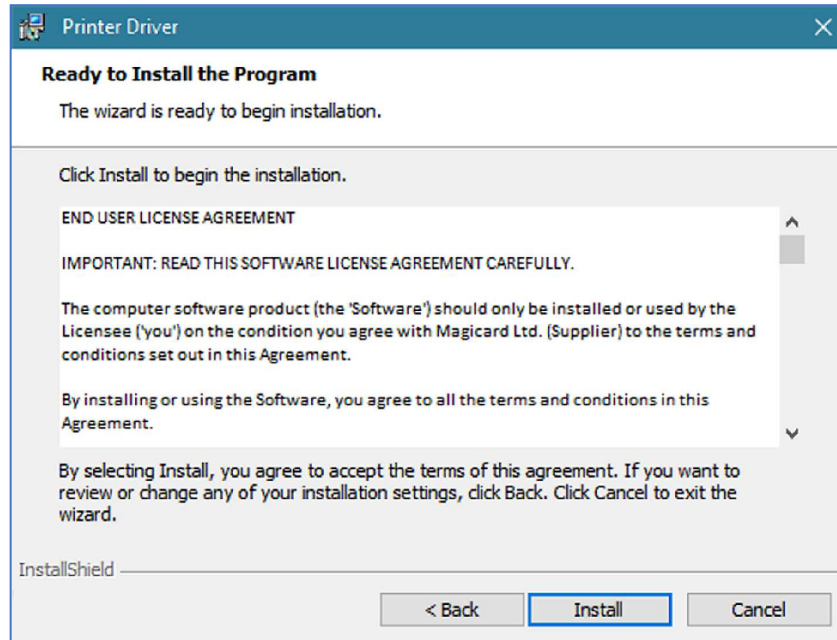 Printer Driver
Ready to Install the Program
The wizard is ready to begin installation.
Click Install to begin the installation.
END USER LICENSE AGREEMENT
IMPORTANT: READ THIS SOFTWARE LICENSE AGREEMENT CAREFULLY.
The computer software product (the 'Software') should only be installed or used by the
Licensee ('you') on the condition you agree with Magicard Ltd. (Supplier) to the terms and
conditions set out in this Agreement.
By installing or using the Software, you agree to all the terms and conditions in this
Agreement.
By selecting Install, you agree to accept the terms of this agreement. If you want to
review or change any of your installation settings, click Back. Click Cancel to exit the
wizard.
InstallShield
< Back Install Cancel